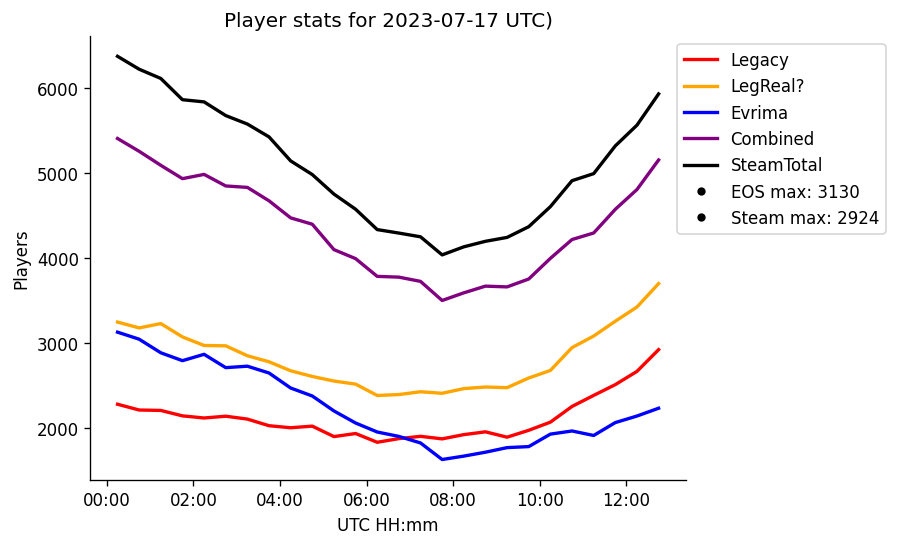 Player stats for 2023-07-17 UTC)
Legacy
LegReal?
Evrima
Combined
SteamTotal
EOS max: 3130
Steam max: 2924
Players
6000
5000
4000
3000
2000
00:00 02:00 04:00 06:00 08:00 10:00 12:00
UTC HH:mm